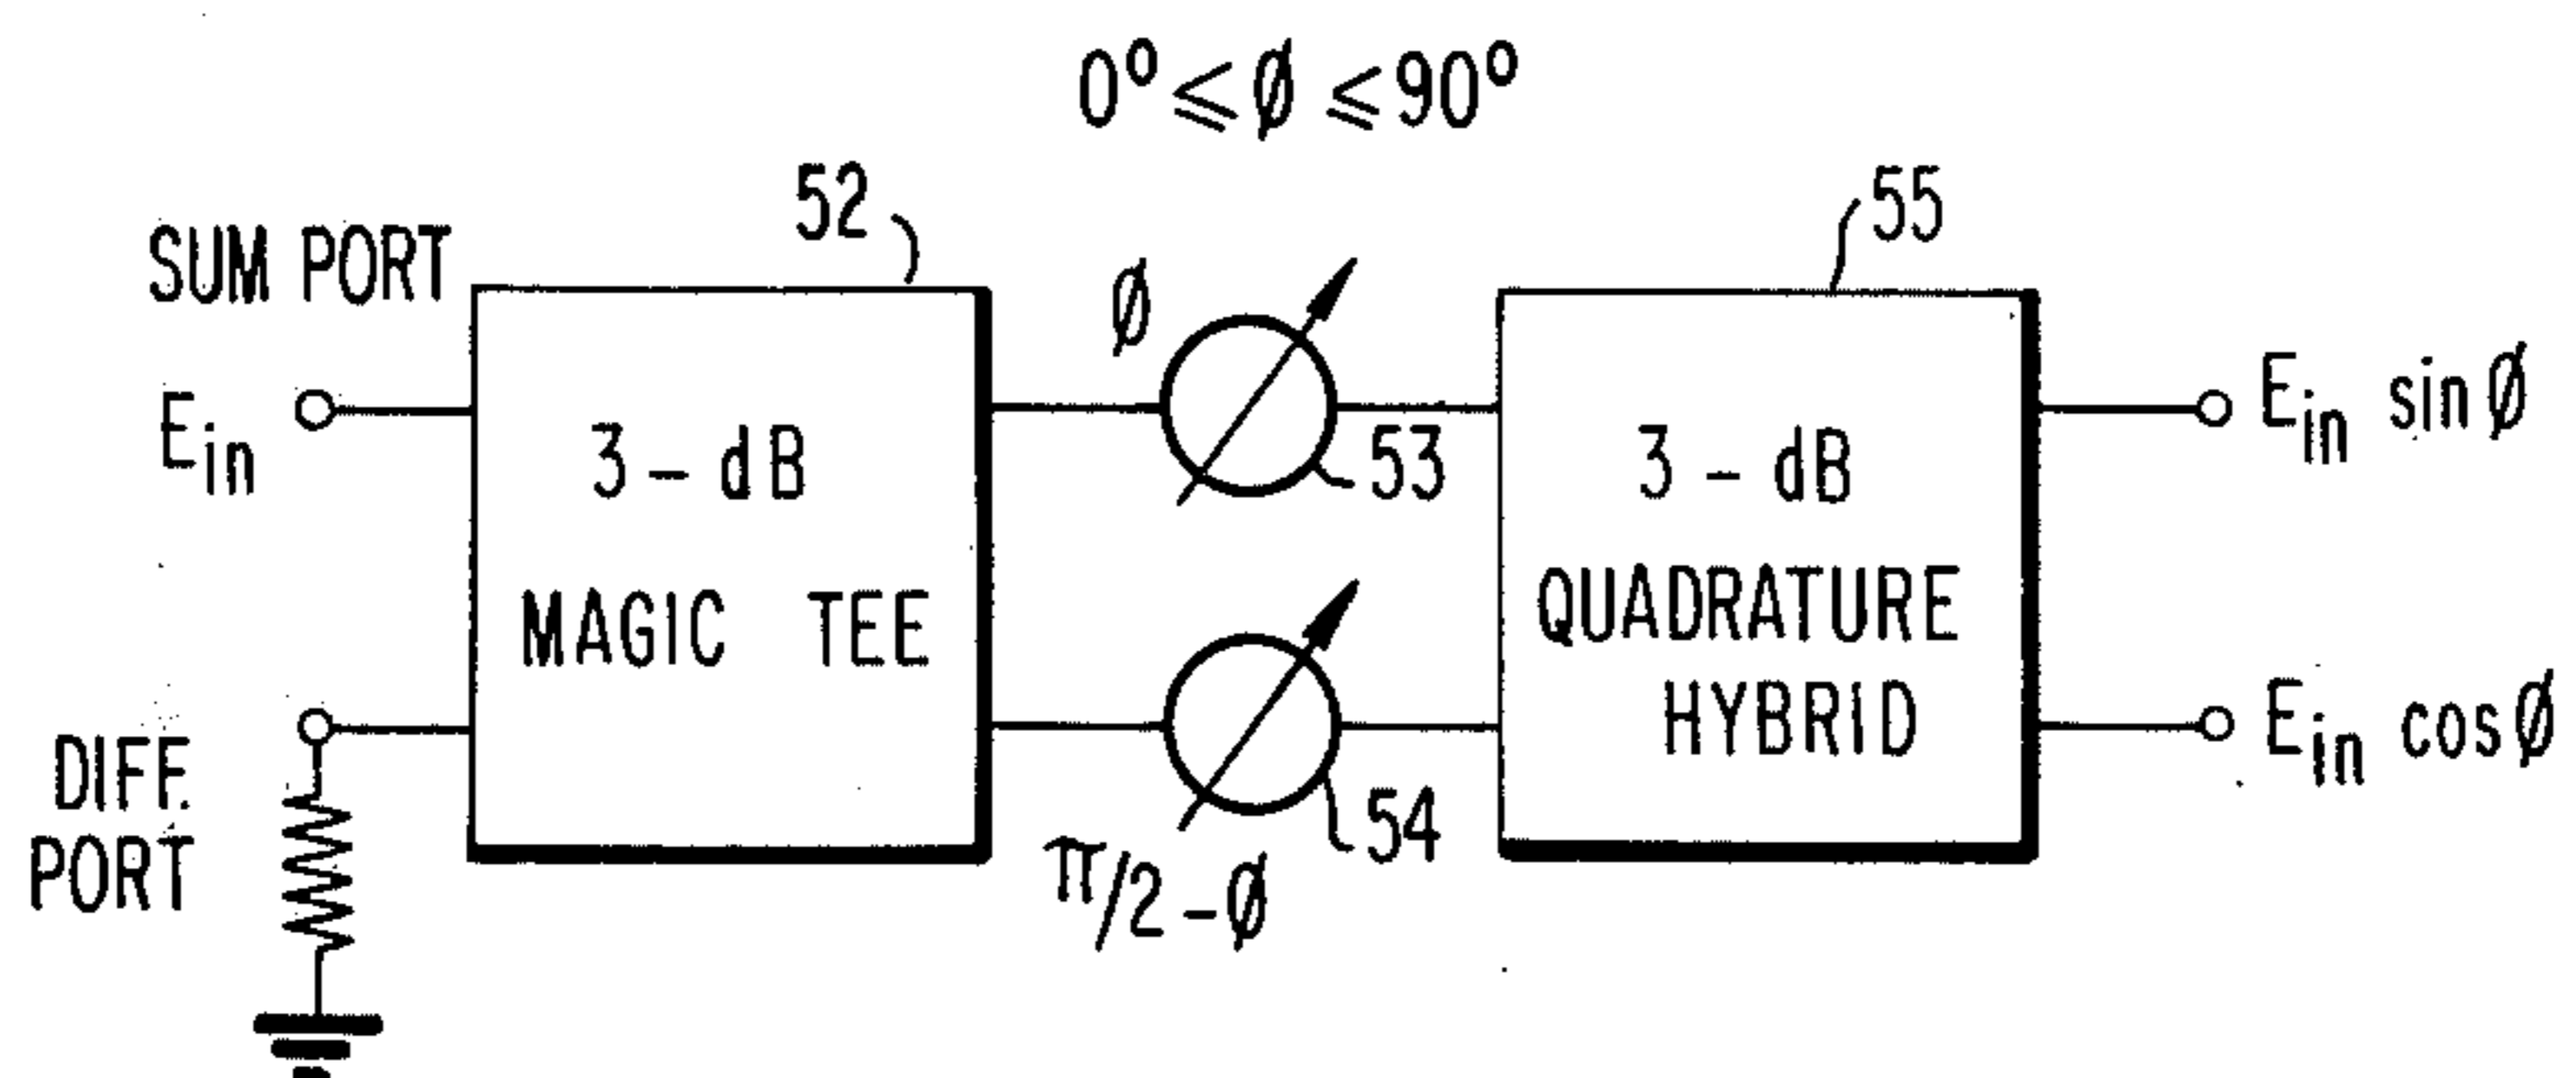 0° ≤ ϕ ≤ 90°
52
55
SUM PORT
E_in
3 - dB
MAGIC TEE
ϕ
53
3 - dB
QUADRATURE
HYBRID
E_in sin ϕ
DIFF.
PORT
π/2 - ϕ
54
E_in cos ϕ